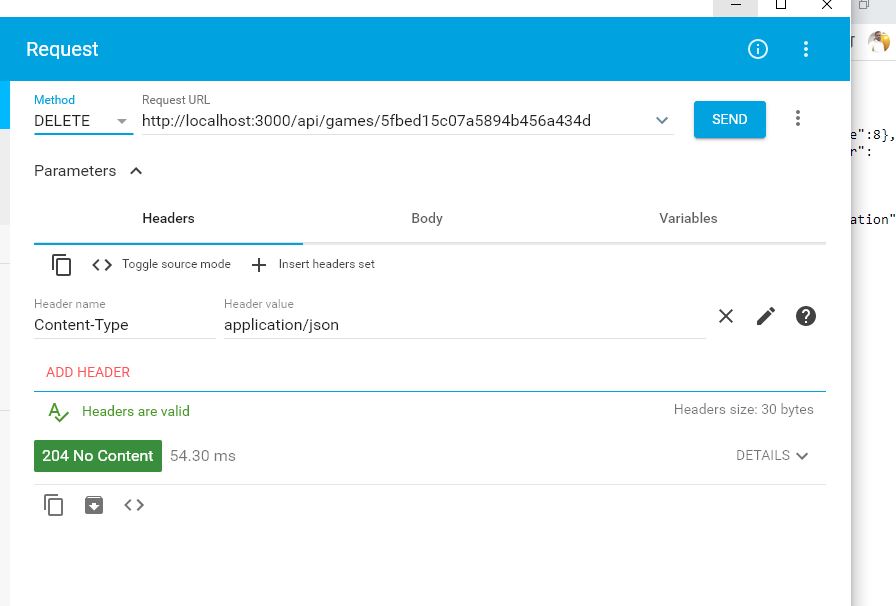 Request
Method
Request URL
DELETE
http://localhost:3000/api/games/5fbed15c07a5894b456a434d
SEND
e":8},
r":
Parameters
ation"
Headers
Body
Variables
Toggle source mode
Insert headers set
Header name
Header value
Content-Type
application/json
ADD HEADER
Headers are valid
Headers size: 30 bytes
204 No Content
54.30 ms
DETAILS